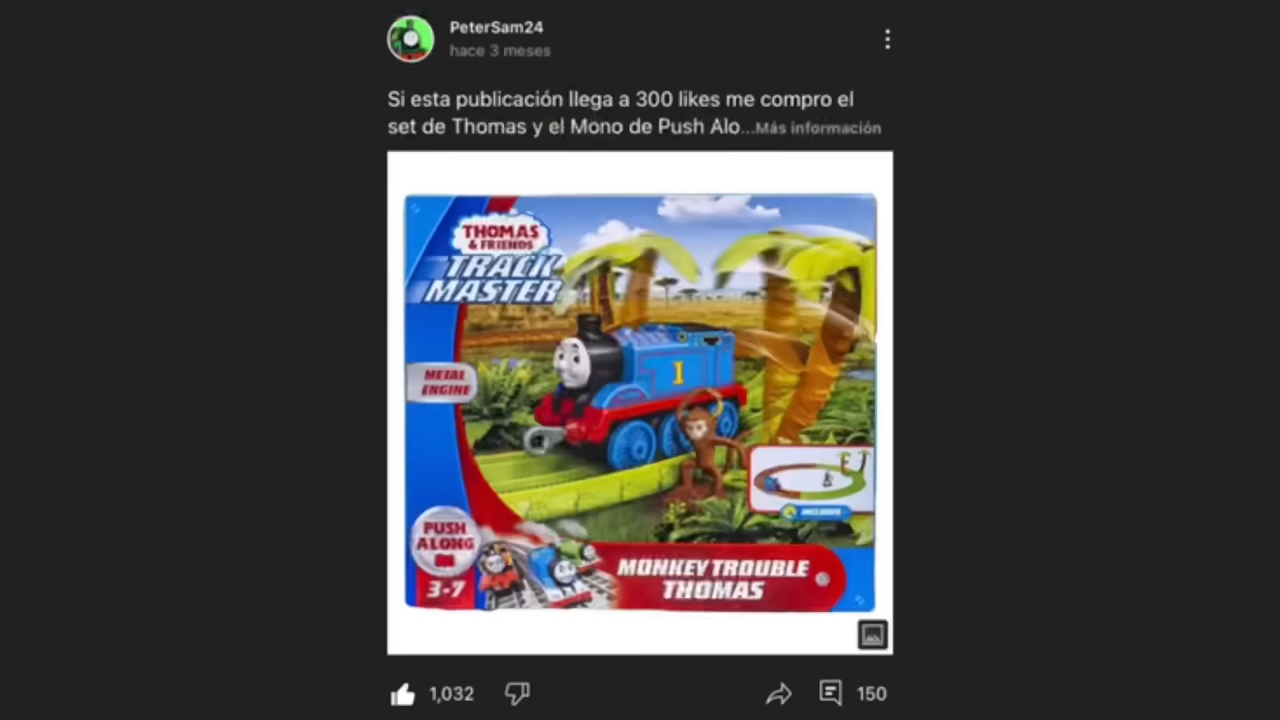 PeterSam24
hace 3 meses
Si esta publicación llega a 300 likes me compro el
set de Thomas y el Mono de Push Alo...Más información
THOMAS
& FRIENDS
TRACK
MASTER
METAL
ENGINE
1
INCLUDED
PUSH
ALONG
3-7
MONKEY TROUBLE
THOMAS
1,032
150